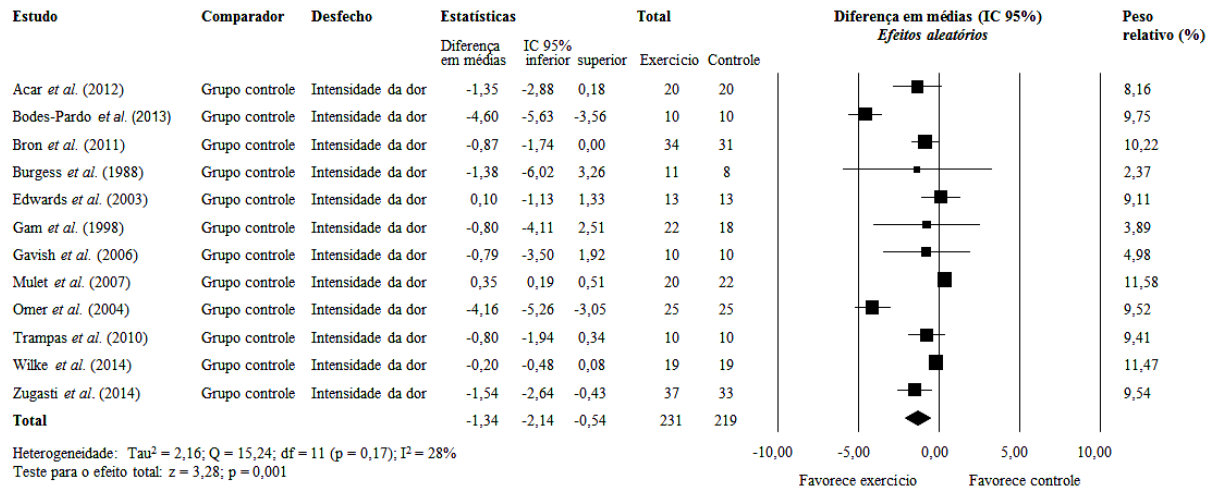 Estudo Comparador Desfecho Estatísticas Total Diferença em médias (IC 95%) Peso
Efeitos aleatórios relativo (%)
Diferença IC 95%
em médias inferior superior Exercicio Controle
Acar et al. (2012) Grupo controle Intensidade da dor -1,35 -2,88 0,18 20 20 8,16
Bodes-Pardo et al. (2013) Grupo controle Intensidade da dor -4,60 -5,63 -3,56 10 10 9,75
Bron et al. (2011) Grupo controle Intensidade da dor -0,87 -1,74 0,00 34 31 10,22
Burgess et al. (1988) Grupo controle Intensidade da dor -1,38 -6,02 3,26 11 8 2,37
Edwards et al. (2003) Grupo controle Intensidade da dor 0,10 -1,13 1,33 13 13 9,11
Gam et al. (1998) Grupo controle Intensidade da dor -0,80 -4,11 2,51 22 18 3,89
Gavish et al. (2006) Grupo controle Intensidade da dor -0,79 -3,50 1,92 10 10 4,98
Mulet et al. (2007) Grupo controle Intensidade da dor 0,35 0,19 0,51 20 22 11,58
Omer et al. (2004) Grupo controle Intensidade da dor -4,16 -5,26 -3,05 25 25 9,52
Trampas et al. (2010) Grupo controle Intensidade da dor -0,80 -1,94 0,34 10 10 9,41
Wilke et al. (2014) Grupo controle Intensidade da dor -0,20 -0,48 0,08 19 19 11,47
Zugasti et al. (2014) Grupo controle Intensidade da dor -1,54 -2,64 -0,43 37 33 9,54
Total -1,34 -2,14 -0,54 231 219
Heterogeneidade: Tau² = 2,16; Q = 15,24; df = 11 (p = 0,17); I² = 28%
Teste para o efeito total: z = 3,28; p = 0,001
-10,00 -5,00 0,00 5,00 10,00
Favorece exercicio Favorece controle